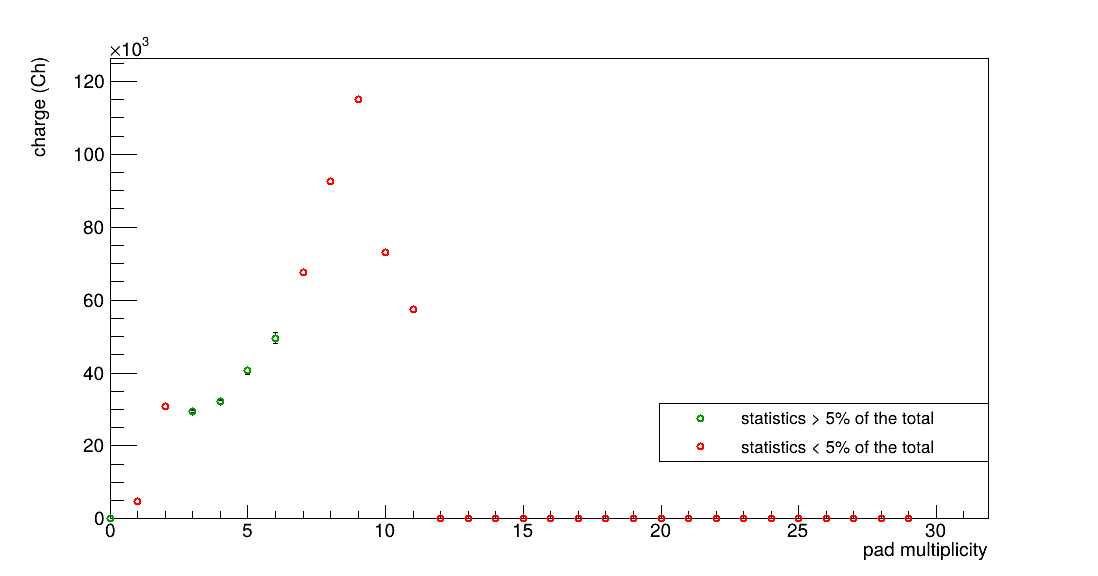 ×10³
charge (Ch)
120
100
80
60
40
20
0
statistics > 5% of the total
statistics < 5% of the total
0 5 10 15 20 25 30
pad multiplicity